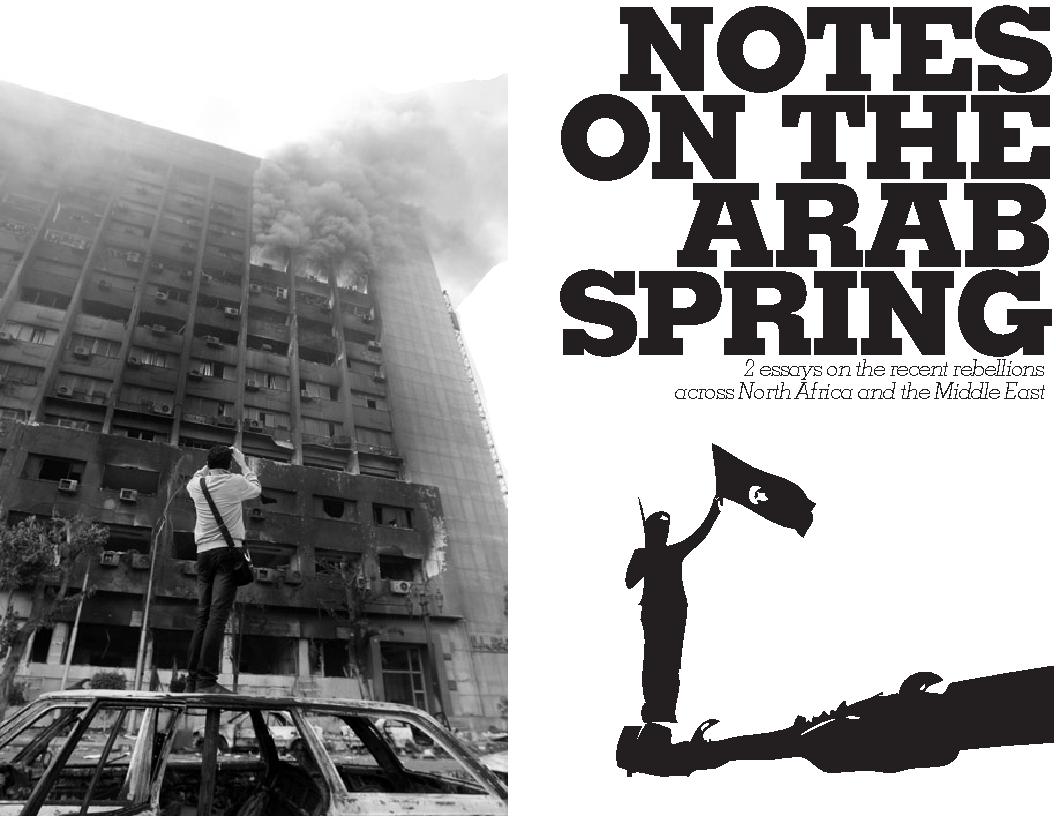 NOTES
ON THE
ARAB
SPRING
2 essays on the recent rebellions
across North Africa and the Middle East